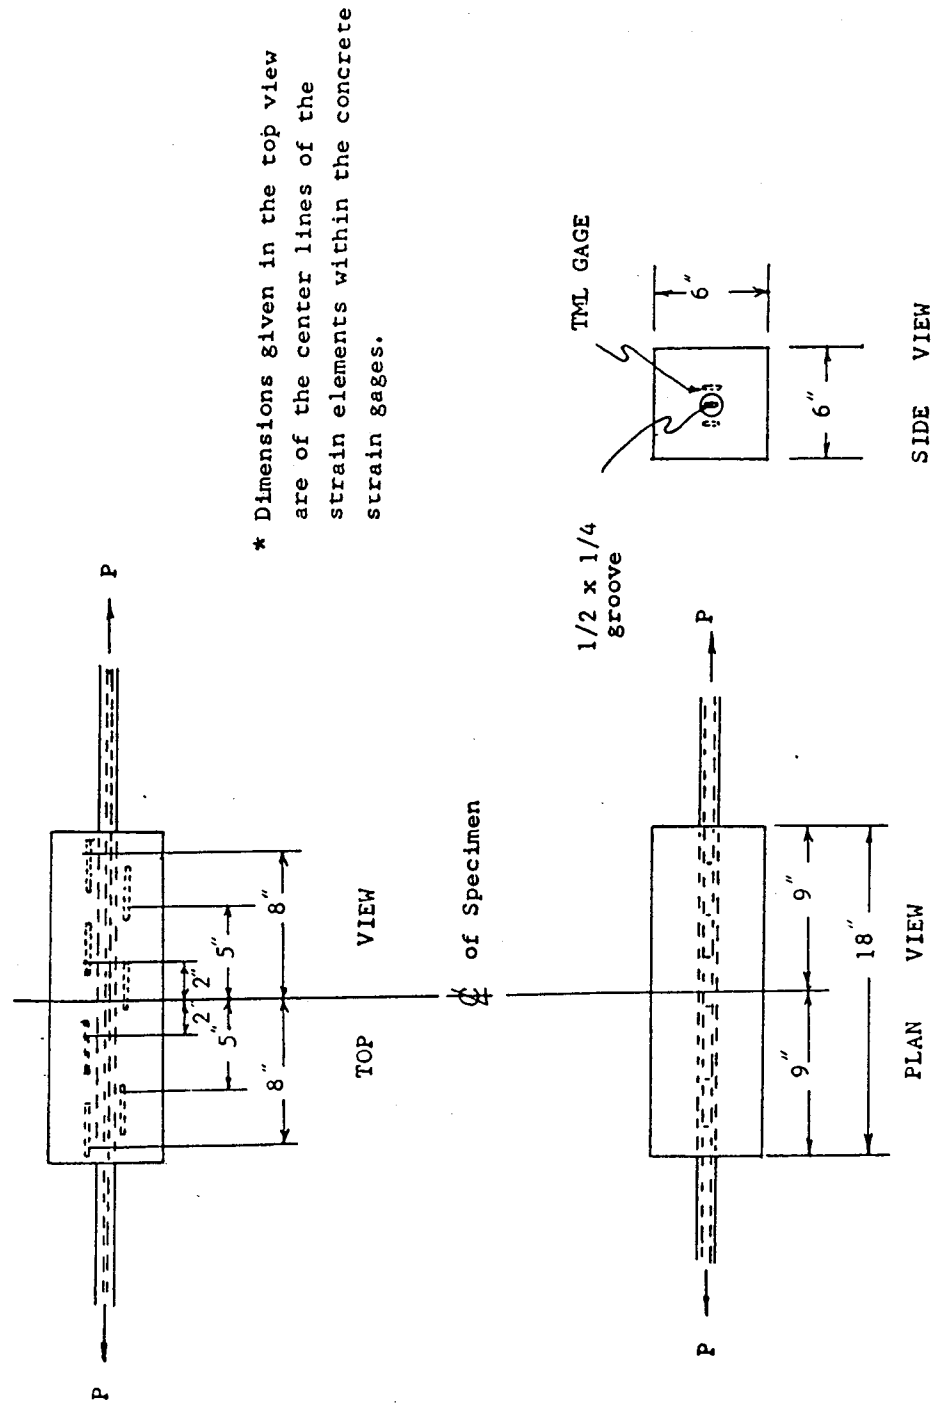 P
P
8"
5"
2"
2"
5"
8"
TOP VIEW
* Dimensions given in the top view
are of the center lines of the
strain elements within the concrete
strain gages.
℄ of Specimen
1/2 x 1/4
groove
TML GAGE
P
P
9"
9"
18"
PLAN VIEW
6"
6"
SIDE VIEW